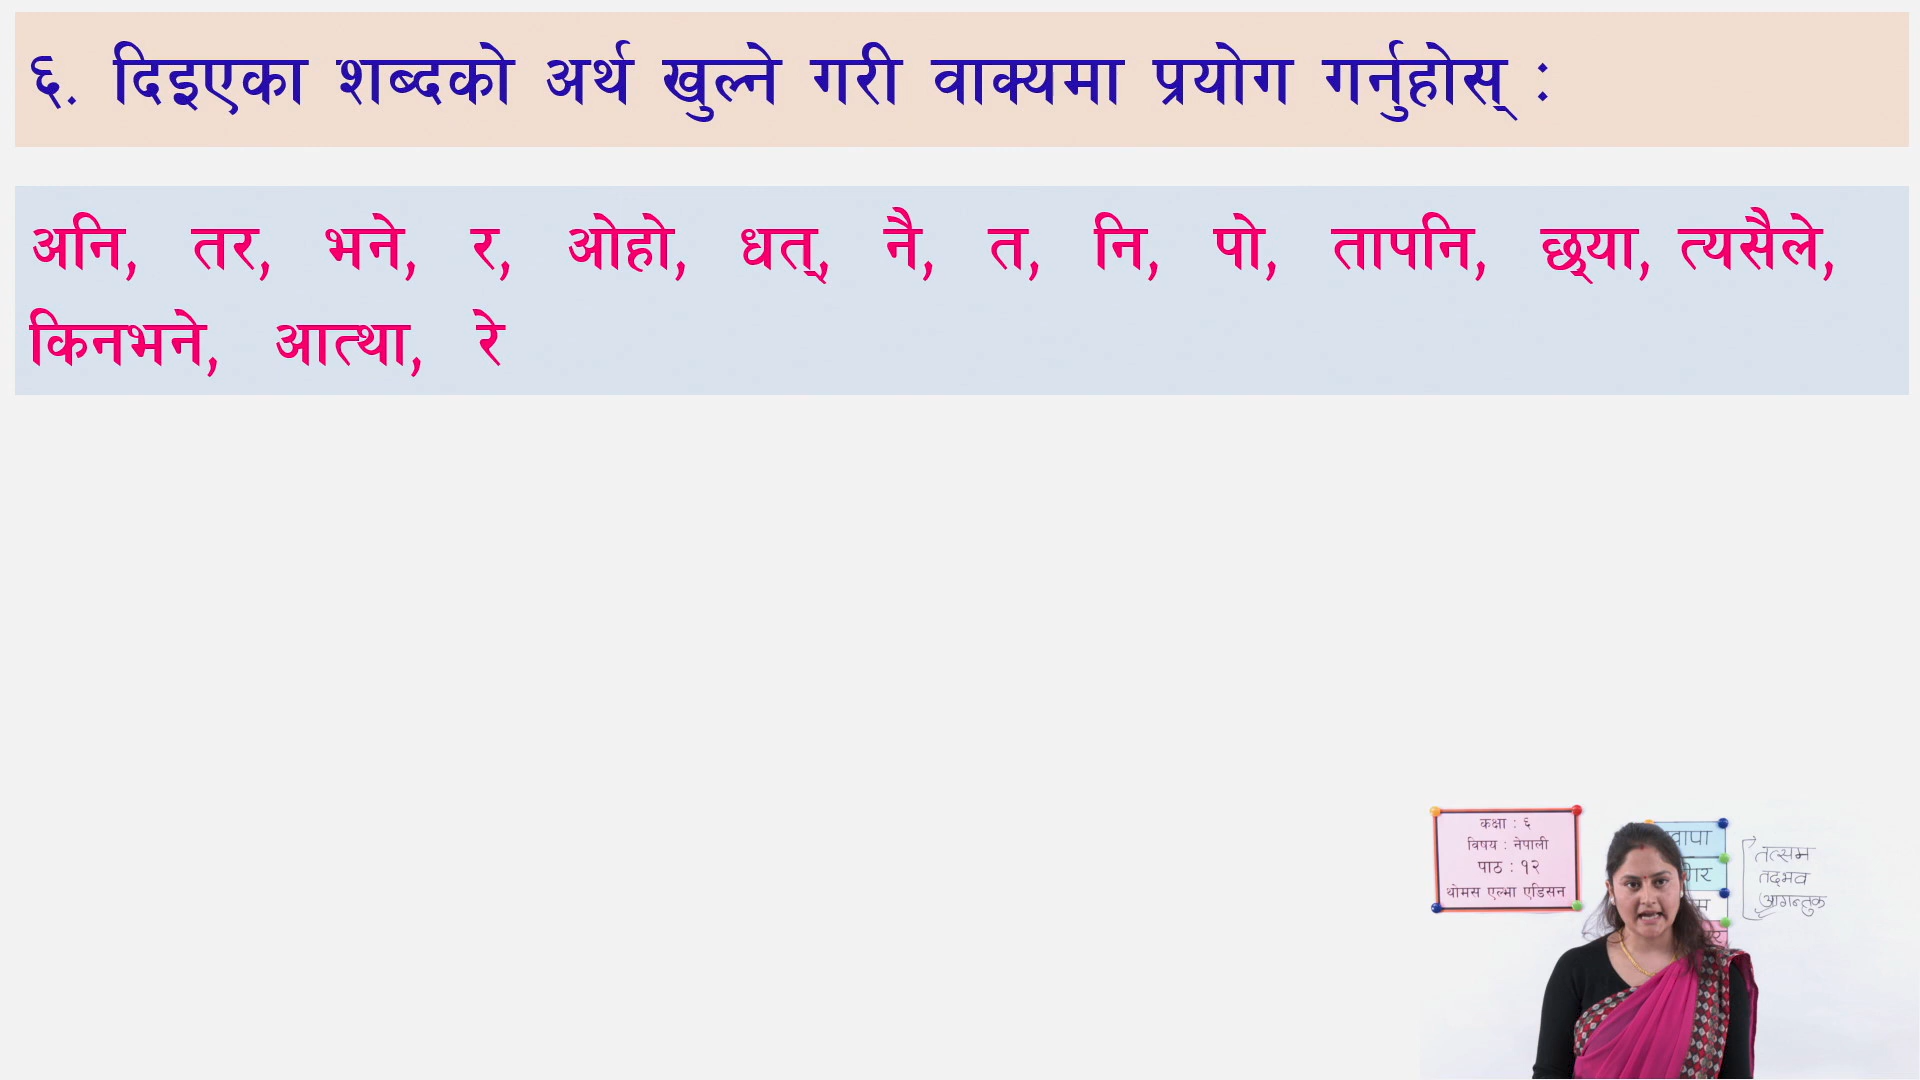 ६. दिइएका शब्दको अर्थ खुल्ने गरी वाक्यमा प्रयोग गर्नुहोस् :
अनि, तर, भने, र, ओहो, धत्, नै, त, नि, पो, तापनि, छ्या, त्यसैले,
किनभने, आत्था, रे
कक्षा : ६
विषय : नेपाली
पाठ : १२
थोमस एल्भा एडिसन
तत्सम
तद्भव
आगन्तुक